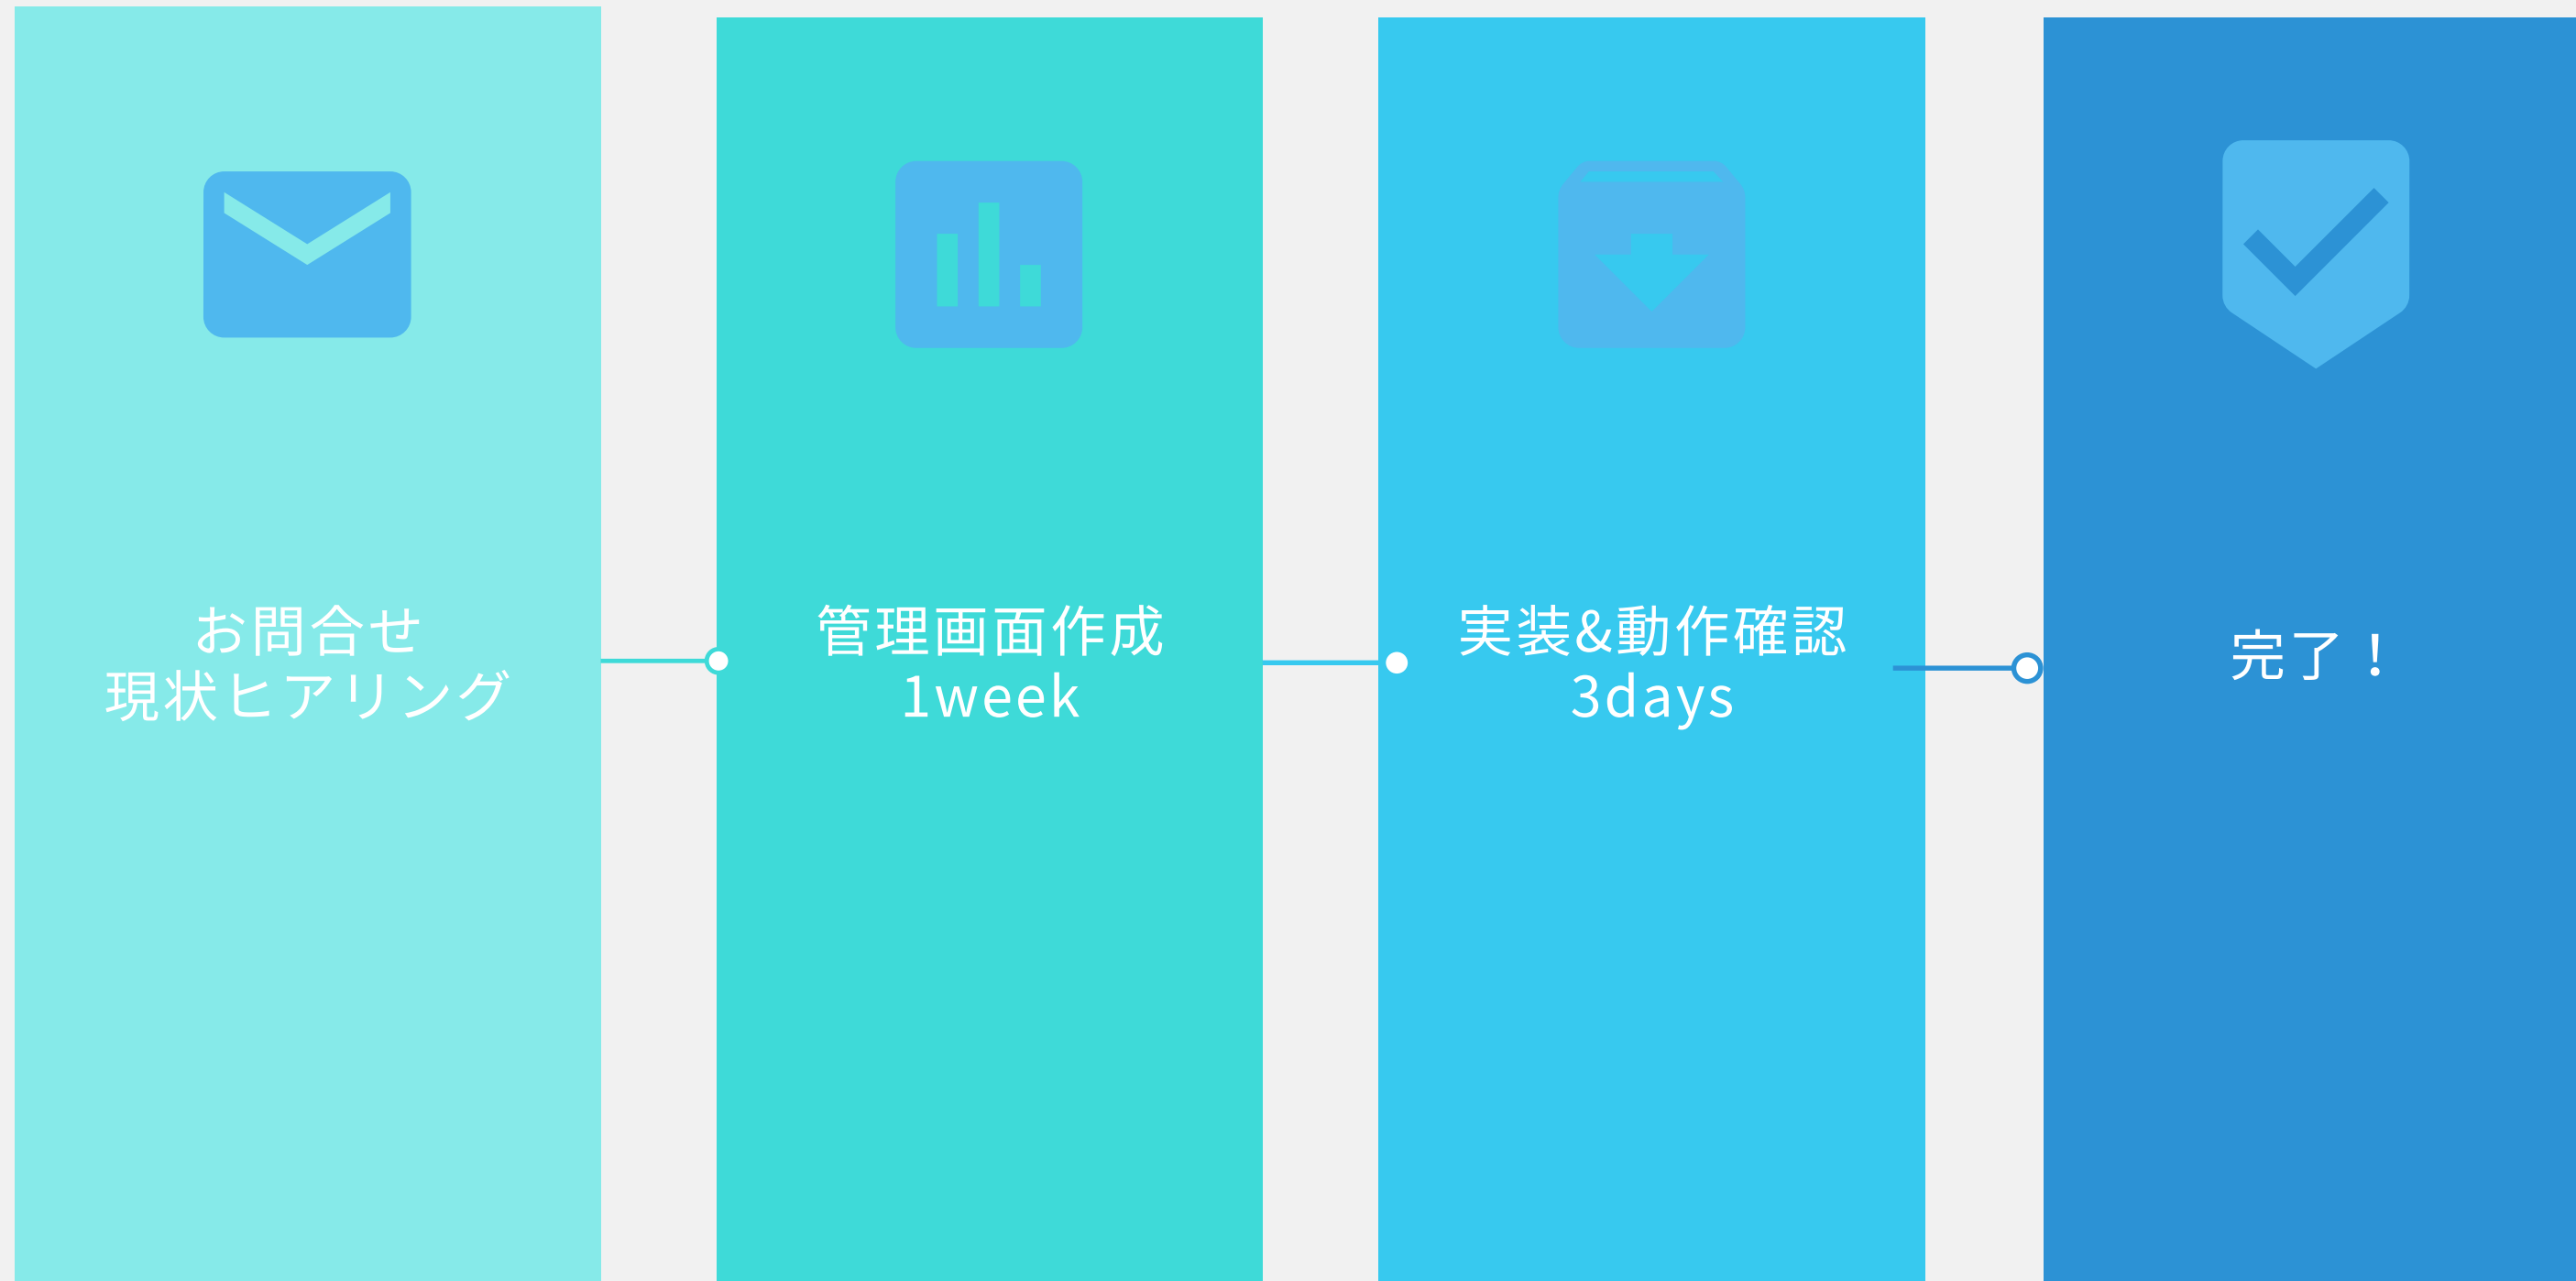 お問合せ
現状ヒアリング
管理画面作成
1week
実装&動作確認
3days
完了！